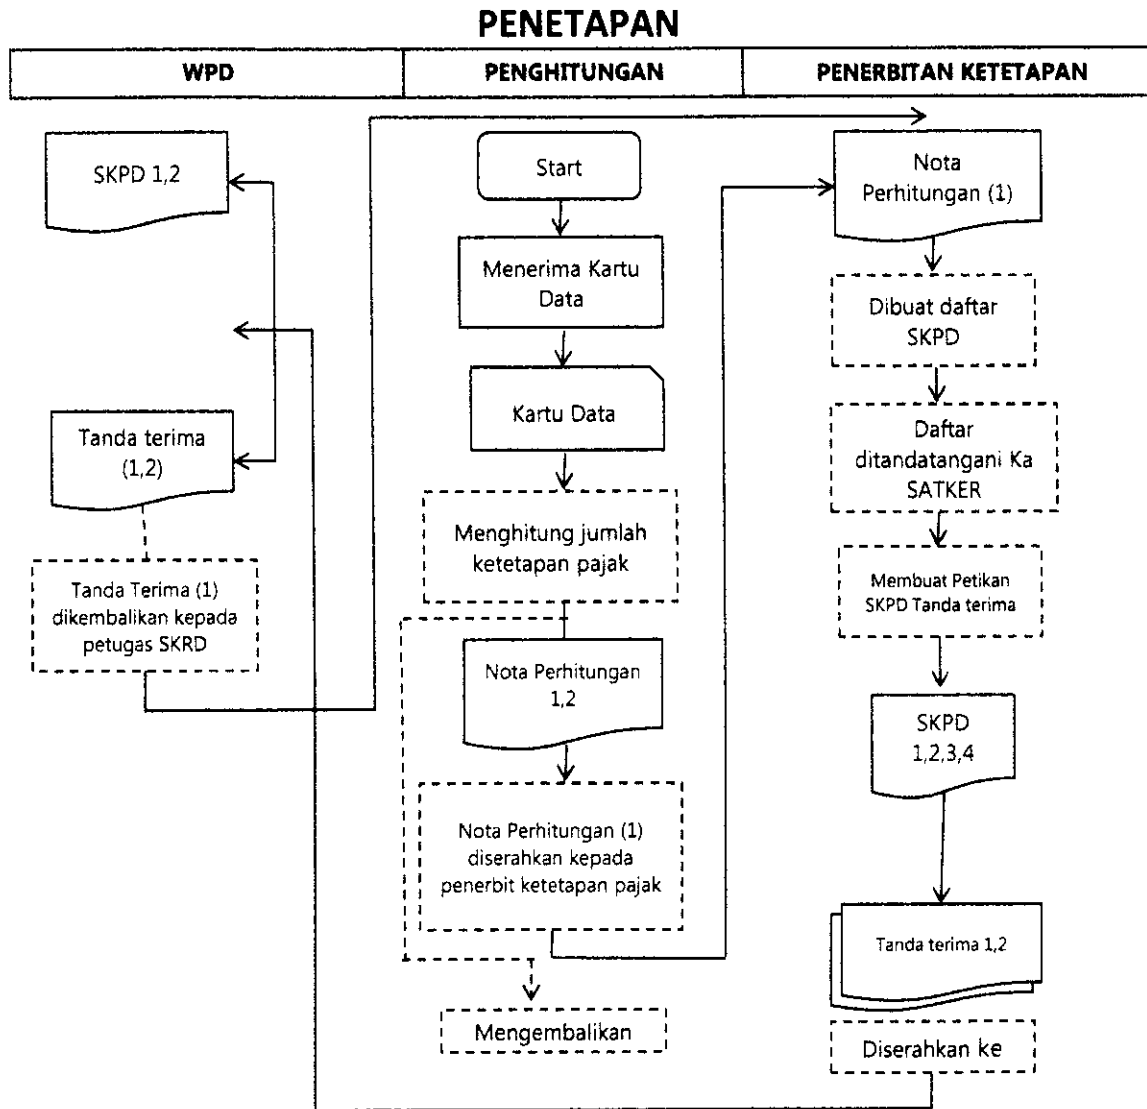 PENETAPAN
WPD
PENGHITUNGAN
PENERBITAN KETETAPAN
SKPD 1,2
Tanda terima
(1,2)
Tanda Terima (1)
dikembalikan kepada
petugas SKRD
Start
Menerima Kartu
Data
Kartu Data
Menghitung jumlah
ketetapan pajak
Nota Perhitungan
1,2
Nota Perhitungan (1)
diserahkan kepada
penerbit ketetapan pajak
Mengembalikan
Nota
Perhitungan (1)
Dibuat daftar
SKPD
Daftar
ditandatangani Ka
SATKER
Membuat Petikan
SKPD Tanda terima
SKPD
1,2,3,4
Tanda terima 1,2
Diserahkan ke